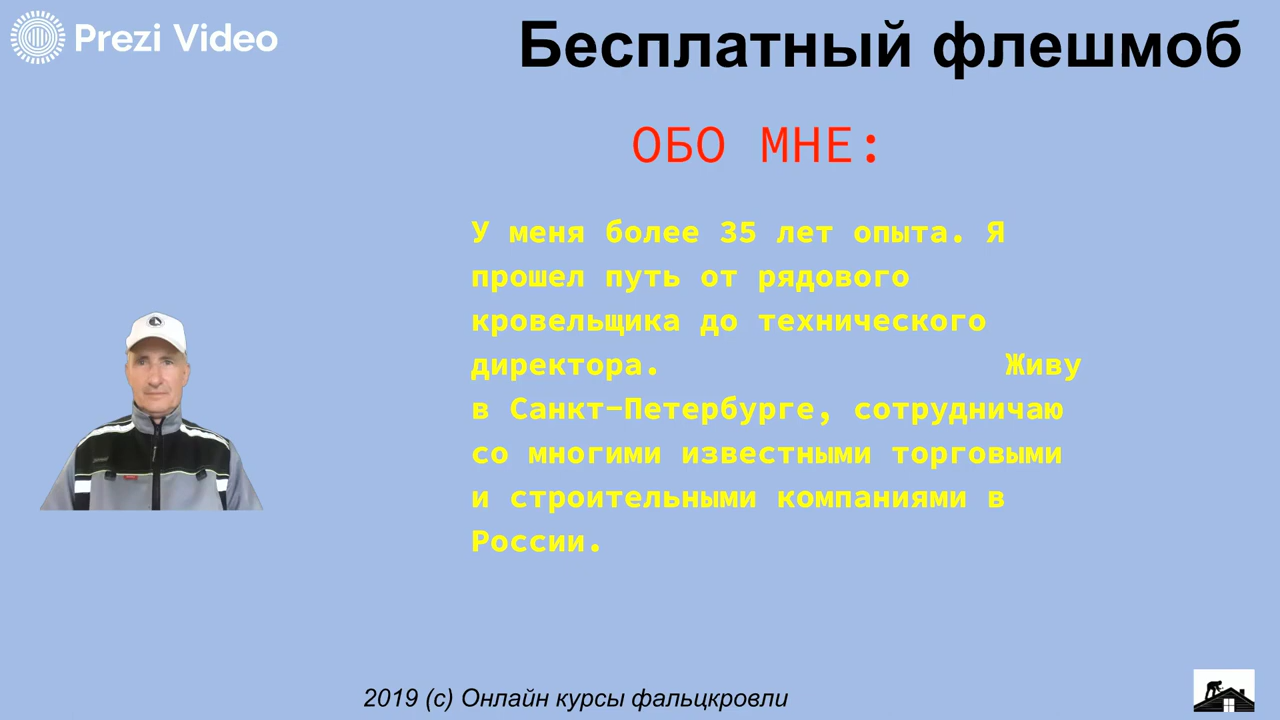 Prezi Video
Бесплатный флешмоб
ОБО МНЕ:
У меня более 35 лет опыта. Я
прошел путь от рядового
кровельщика до технического
директора. Живу
в Санкт-Петербурге, сотрудничаю
со многими известными торговыми
и строительными компаниями в
России.
2019 (с) Онлайн курсы фальцкровли